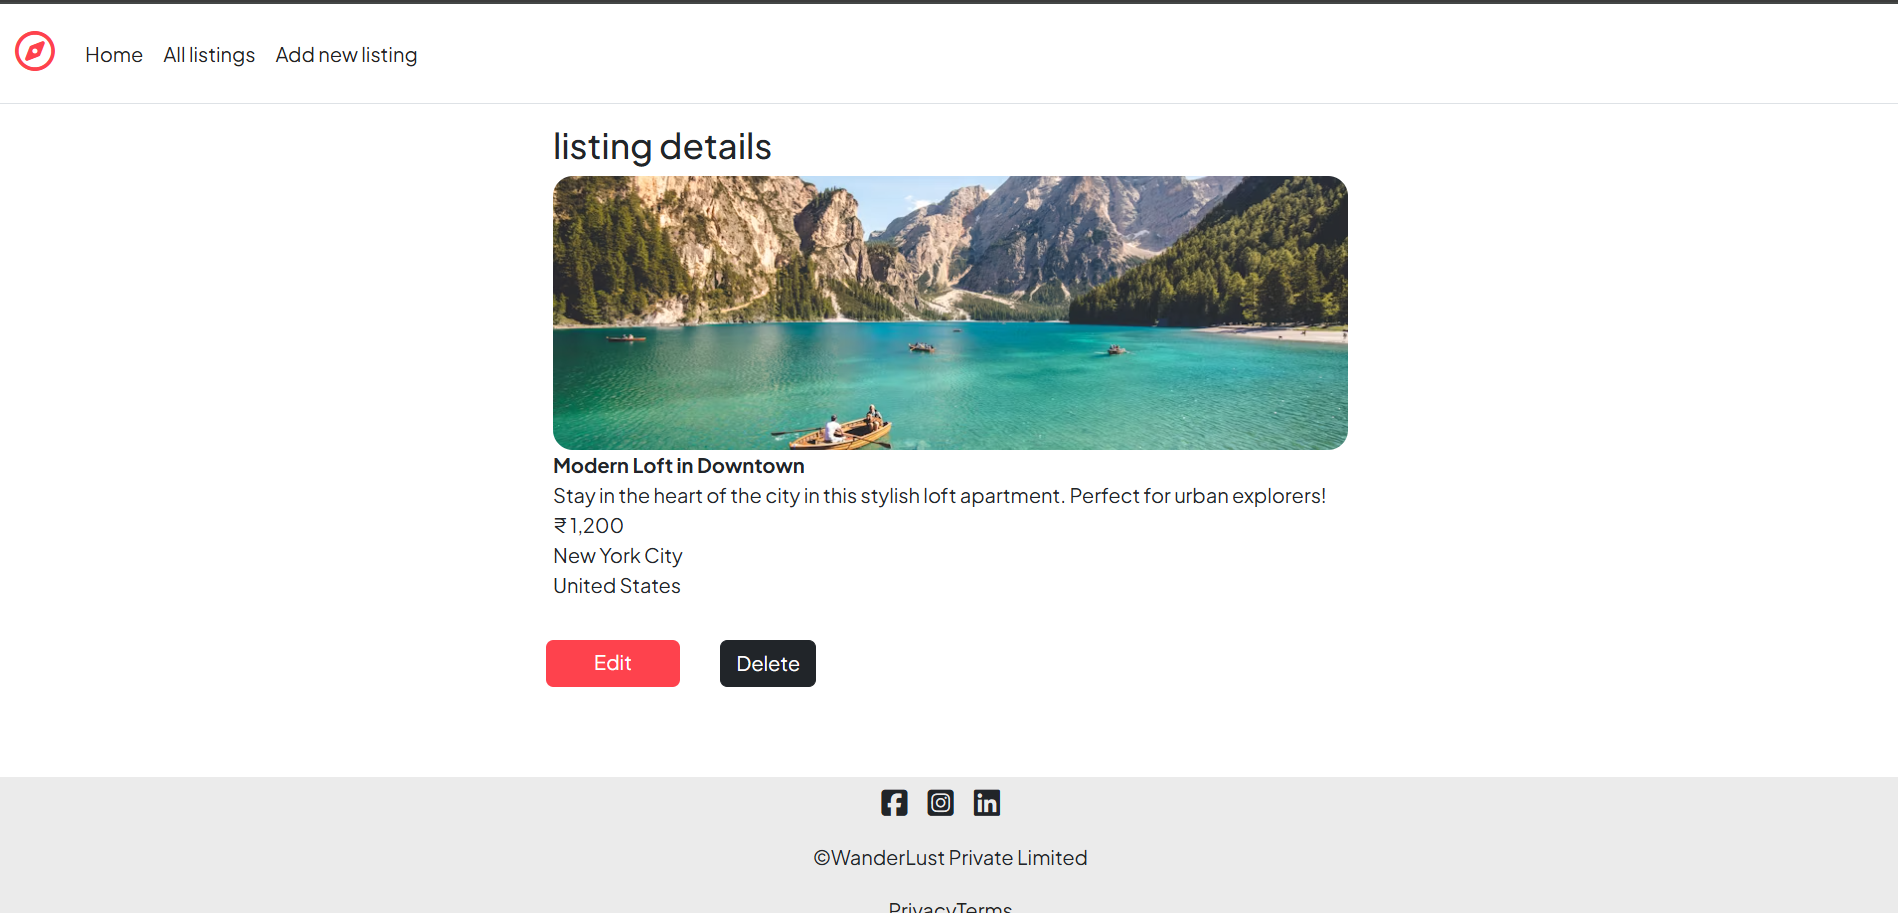 Home All listings Add new listing
listing details
Modern Loft in Downtown
Stay in the heart of the city in this stylish loft apartment. Perfect for urban explorers!
₹ 1,200
New York City
United States
Edit Delete
©WanderLust Private Limited
PrivacyTerms